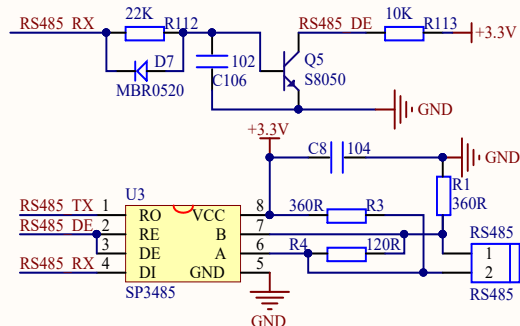 RS485_RX
22K
R112
RS485_DE
10K
R113
+3.3V
D7
MBR0520
102
C106
Q5
S8050
GND
+3.3V
C8
104
GND
R1
360R
U3
RS485_TX 1 RO VCC 8
RS485_DE 2 RE B 7
3 DE A 6
RS485_RX 4 DI GND 5
SP3485
360R
R3
R4
120R
GND
RS485
1
2
RS485